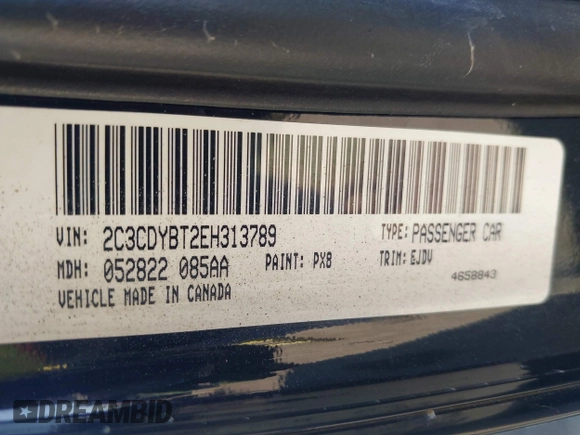 VIN: 2C3CDYBT2EH313789 TYPE: PASSENGER CAR
MDH: 052822 085AA PAINT: PX8 TRIM: EJDV
VEHICLE MADE IN CANADA 4658843
DREAMBID